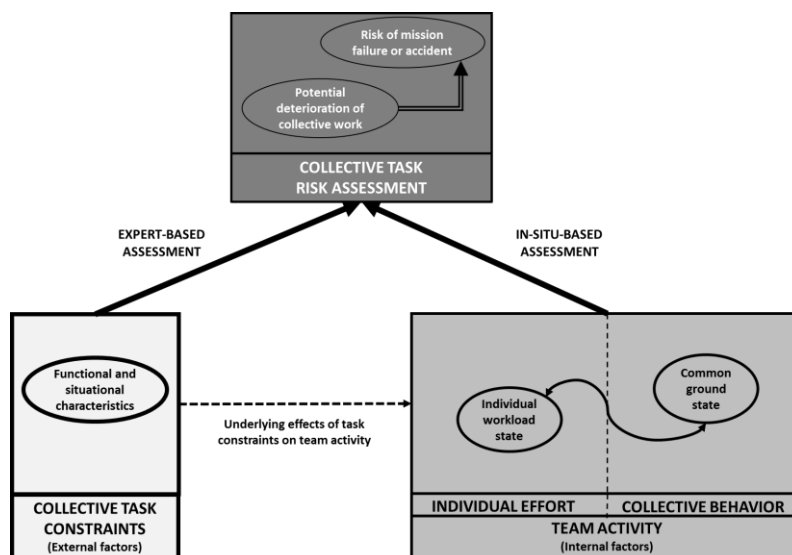 Risk of mission
failure or accident
Potential
deterioration of
collective work
COLLECTIVE TASK
RISK ASSESSMENT
EXPERT-BASED
ASSESSMENT
IN-SITU-BASED
ASSESSMENT
Functional and
situational
characteristics
Underlying effects of task
constraints on team activity
Individual
workload
state
Common
ground
state
COLLECTIVE TASK
CONSTRAINTS
(External factors)
INDIVIDUAL EFFORT
COLLECTIVE BEHAVIOR
TEAM ACTIVITY
(Internal factors)